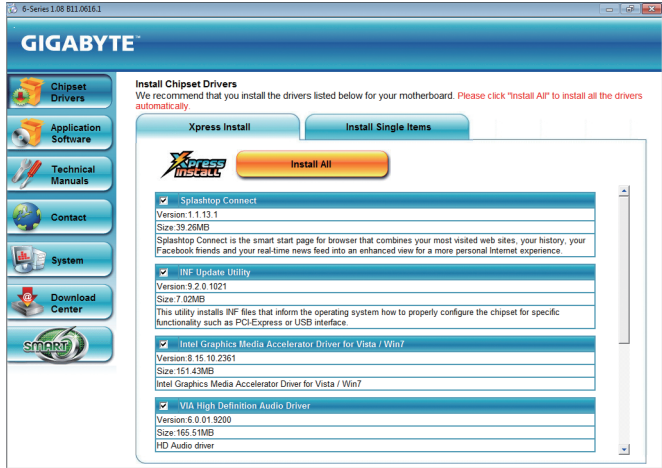 6-Series 1.08 B11.0616.1
GIGABYTE™
Chipset
Drivers
Application
Software
Technical
Manuals
Contact
System
Download
Center
SMART 6
Install Chipset Drivers
We recommend that you install the drivers listed below for your motherboard. Please click "Install All" to install all the drivers
automatically.
Xpress Install
Install Single Items
Xpress
Install
Install All
Splashtop Connect
Version:1.1.13.1
Size:39.26MB
Splashtop Connect is the smart start page for browser that combines your most visited web sites, your history, your
Facebook friends and your real-time news feed into an enhanced view for a more personal Internet experience.
INF Update Utility
Version:9.2.0.1021
Size:7.02MB
This utility installs INF files that inform the operating system how to properly configure the chipset for specific
functionality such as PCI-Express or USB interface.
Intel Graphics Media Accelerator Driver for Vista / Win7
Version:8.15.10.2361
Size:151.43MB
Intel Graphics Media Accelerator Driver for Vista / Win7
VIA High Definition Audio Driver
Version:6.0.01.9200
Size:165.51MB
HD Audio driver